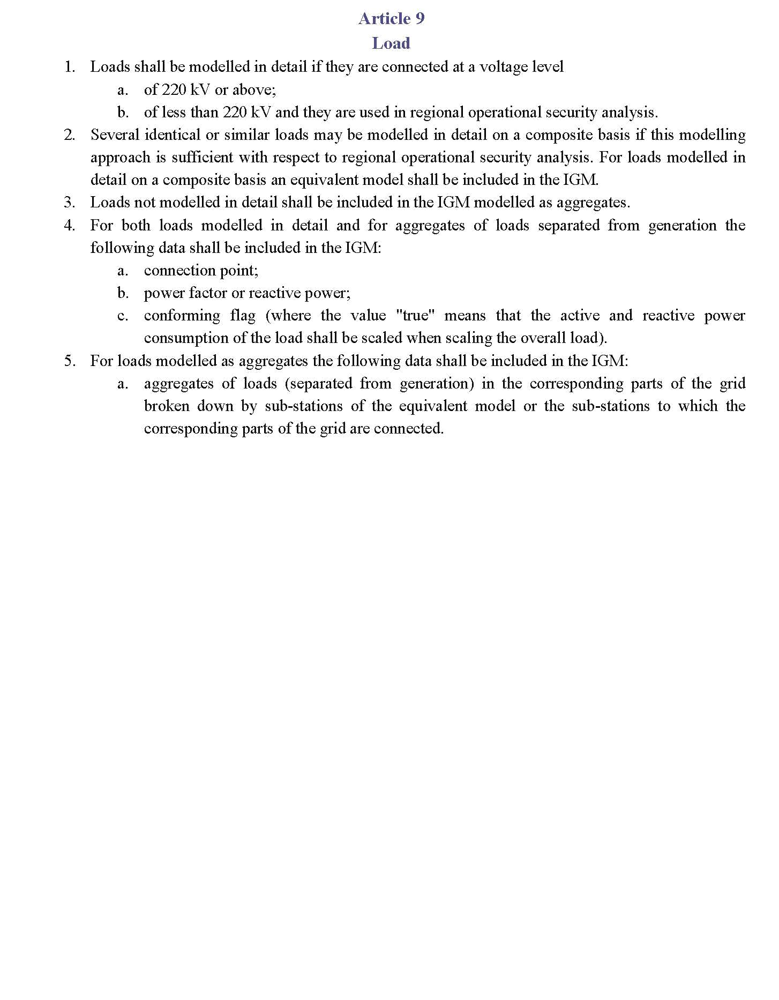 Article 9
Load
1. Loads shall be modelled in detail if they are connected at a voltage level
a. of 220 kV or above;
b. of less than 220 kV and they are used in regional operational security analysis.
2. Several identical or similar loads may be modelled in detail on a composite basis if this modelling
approach is sufficient with respect to regional operational security analysis. For loads modelled in
detail on a composite basis an equivalent model shall be included in the IGM.
3. Loads not modelled in detail shall be included in the IGM modelled as aggregates.
4. For both loads modelled in detail and for aggregates of loads separated from generation the
following data shall be included in the IGM:
a. connection point;
b. power factor or reactive power;
c. conforming flag (where the value "true" means that the active and reactive power
consumption of the load shall be scaled when scaling the overall load).
5. For loads modelled as aggregates the following data shall be included in the IGM:
a. aggregates of loads (separated from generation) in the corresponding parts of the grid
broken down by sub-stations of the equivalent model or the sub-stations to which the
corresponding parts of the grid are connected.